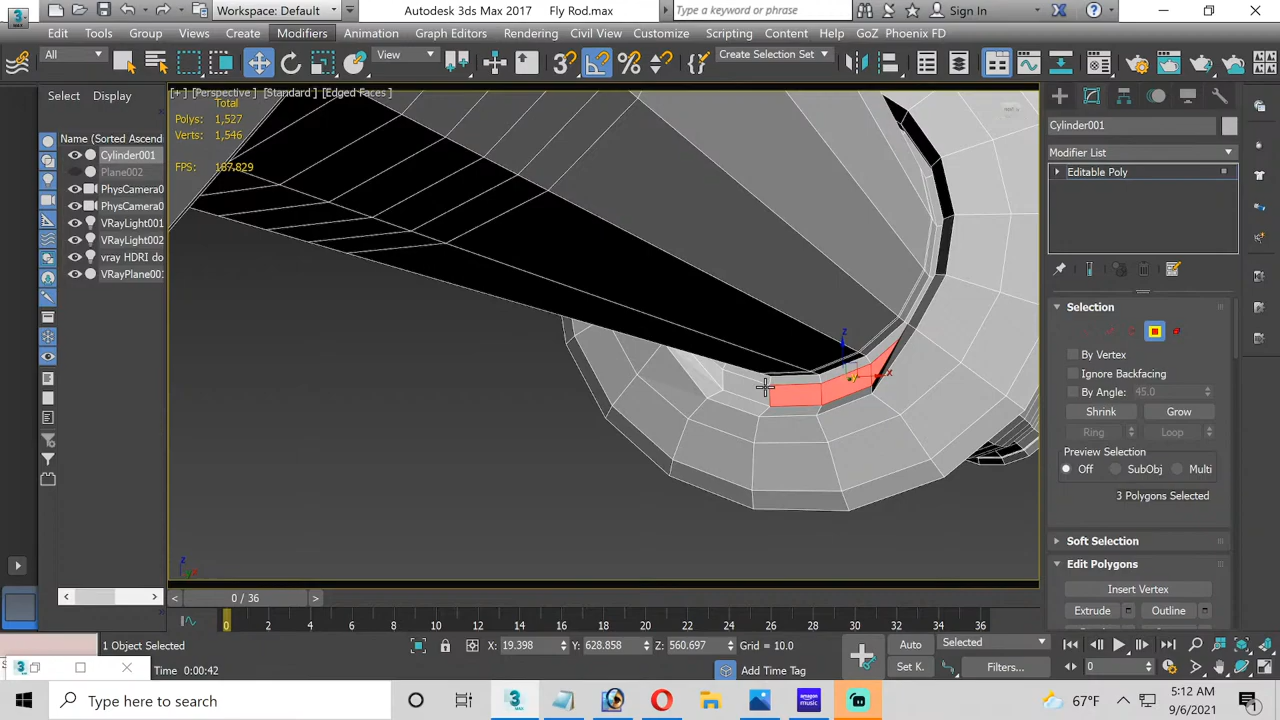 Workspace: Default
Autodesk 3ds Max 2017 Fly Rod.max
Type a keyword or phrase
Sign In
Edit Tools Group Views Create Modifiers Animation Graph Editors Rendering Civil View Customize Scripting Content Help GoZ Phoenix FD
All
View
Create Selection Set
Select Display
[+] [Perspective] [Standard] [Edged Faces]
Total
Polys: 1,527
Verts: 1,546
FPS: 187.829
Name (Sorted Ascend
Cylinder001
Plane002
PhysCamera0
PhysCamera0
VRayLight001
VRayLight002
vray HDRI do
VRayPlane001
Cylinder001
Modifier List
Editable Poly
Selection
By Vertex
Ignore Backfacing
By Angle: 45.0
Shrink Grow
Ring Loop
Preview Selection
Off SubObj Multi
3 Polygons Selected
Soft Selection
Edit Polygons
Insert Vertex
Extrude Outline
z
x
z
0 / 36
0 2 4 6 8 10 12 14 16 18 20 22 24 26 28 30 32 34 36
1 Object Selected
X: 19.398 Y: 628.858 Z: 560.697 Grid = 10.0
Auto Selected
Time: 0:00:42
Add Time Tag
Set K. Filters...
0
Type here to search
67°F
5:12 AM
9/6/2021